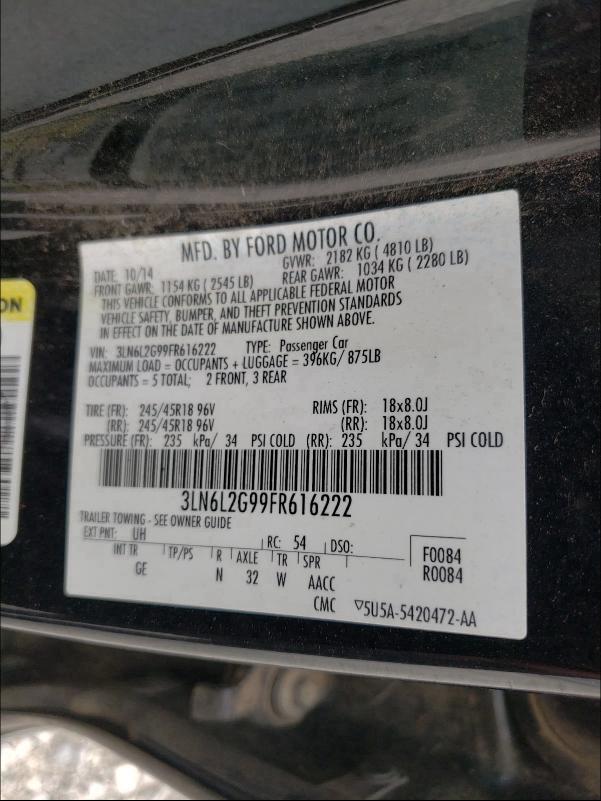 MFD. BY FORD MOTOR CO.
DATE: 10/14 GVWR: 2182 KG ( 4810 LB)
FRONT GAWR: 1154 KG ( 2545 LB) REAR GAWR: 1034 KG ( 2280 LB)
THIS VEHICLE CONFORMS TO ALL APPLICABLE FEDERAL MOTOR
VEHICLE SAFETY, BUMPER, AND THEFT PREVENTION STANDARDS
IN EFFECT ON THE DATE OF MANUFACTURE SHOWN ABOVE.
VIN: 3LN6L2G99FR616222 TYPE: Passenger Car
MAXIMUM LOAD = OCCUPANTS + LUGGAGE = 396KG/ 875LB
OCCUPANTS = 5 TOTAL; 2 FRONT, 3 REAR
TIRE (FR): 245/45R18 96V RIMS (FR): 18x8.0J
(RR): 245/45R18 96V (RR): 18x8.0J
PRESSURE (FR): 235 kPa/ 34 PSI COLD (RR): 235 kPa/ 34 PSI COLD
3LN6L2G99FR616222
TRAILER TOWING - SEE OWNER GUIDE
EXT PNT: UH RC: 54 DSO: F0084
INT TR TP/PS R AXLE TR SPR R0084
GE N 32 W AACC
CMC ▽5U5A-5420472-AA
ON